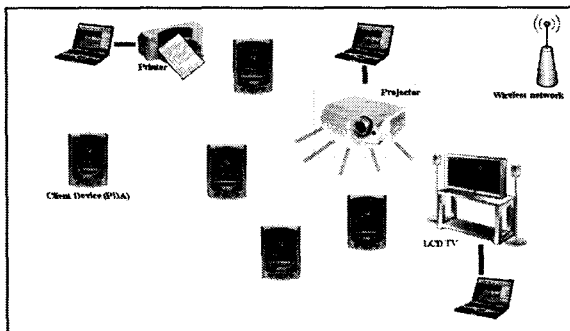 Printer
Projector
Wireless network
Client Device (PDA)
LCD TV